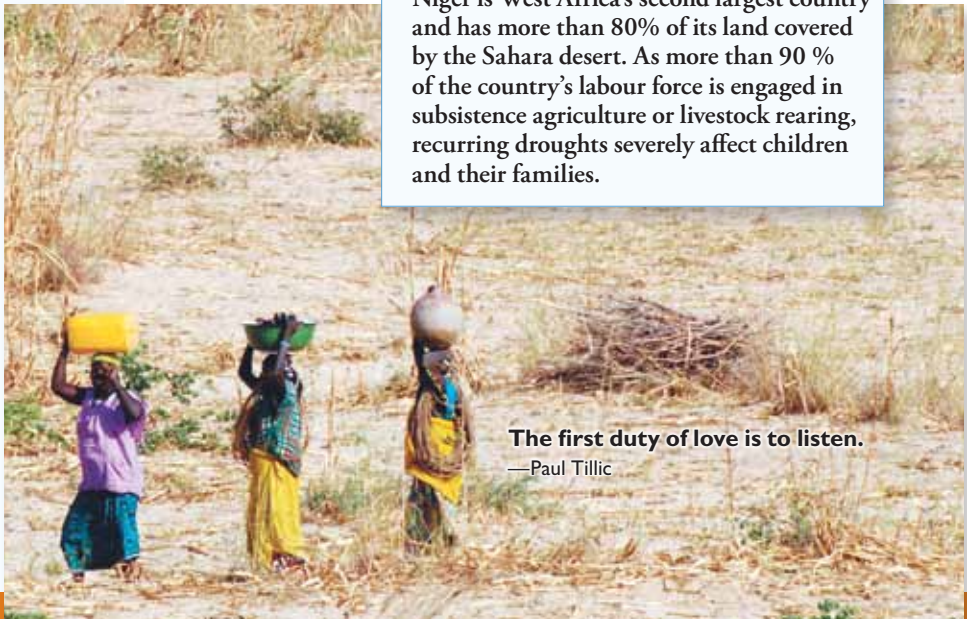 Niger is West Africa's second largest country
and has more than 80% of its land covered
by the Sahara desert. As more than 90 %
of the country's labour force is engaged in
subsistence agriculture or livestock rearing,
recurring droughts severely affect children
and their families.
The first duty of love is to listen.
—Paul Tillic